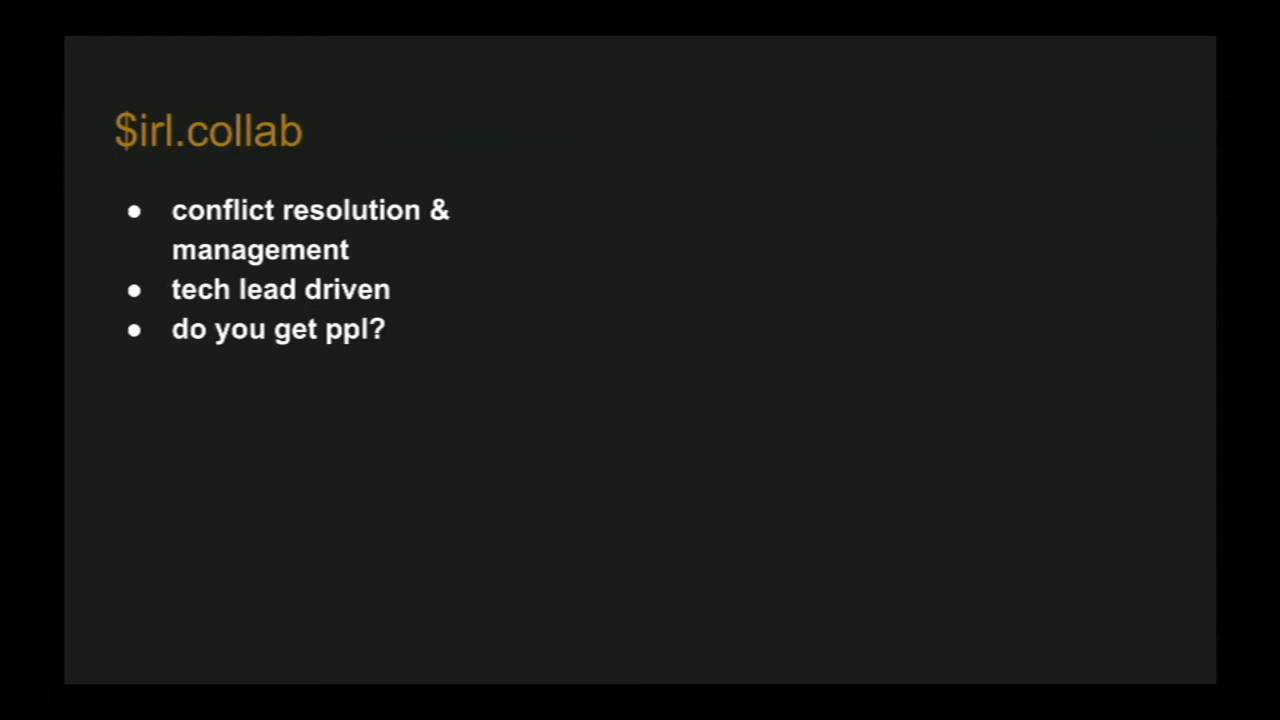 $irl.collab
● conflict resolution &
management
● tech lead driven
● do you get ppl?